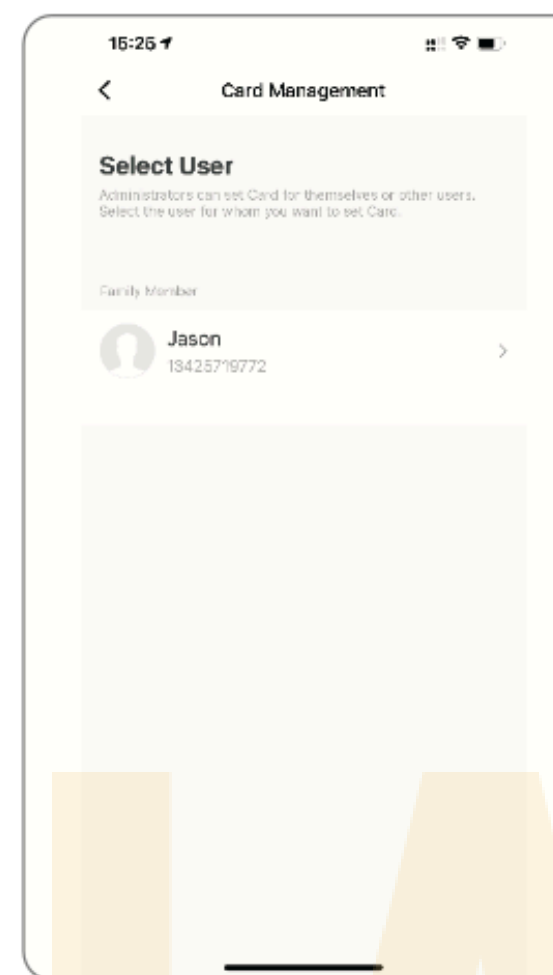 15:25
Card Management
Select User
Administrators can set Card for themselves or other users.
Select the user for whom you want to set Card.
Family Member
Jason
13425719772